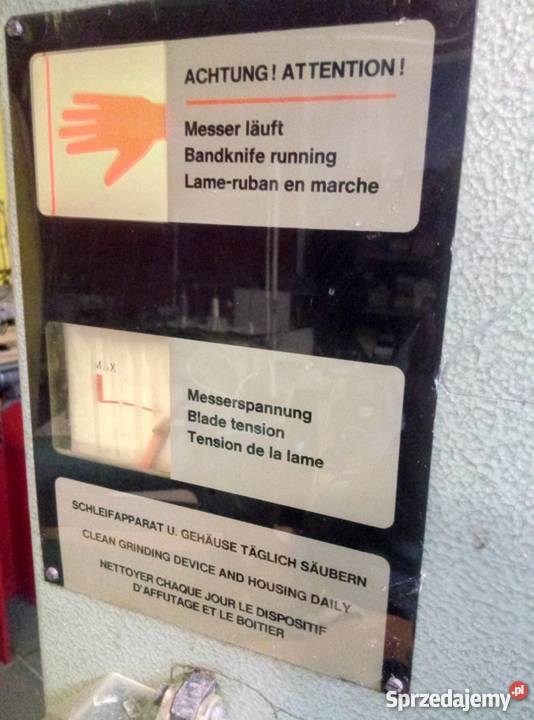 ACHTUNG! ATTENTION!
Messer läuft
Bandknife running
Lame-ruban en marche
MAX
Messerspannung
Blade tension
Tension de la lame
SCHLEIFAPPARAT U. GEHÄUSE TÄGLICH SÄUBERN
CLEAN GRINDING DEVICE AND HOUSING DAILY
NETTOYER CHAQUE JOUR LE DISPOSITIF
D'AFFUTAGE ET LE BOITIER
Sprzedajemy.pl